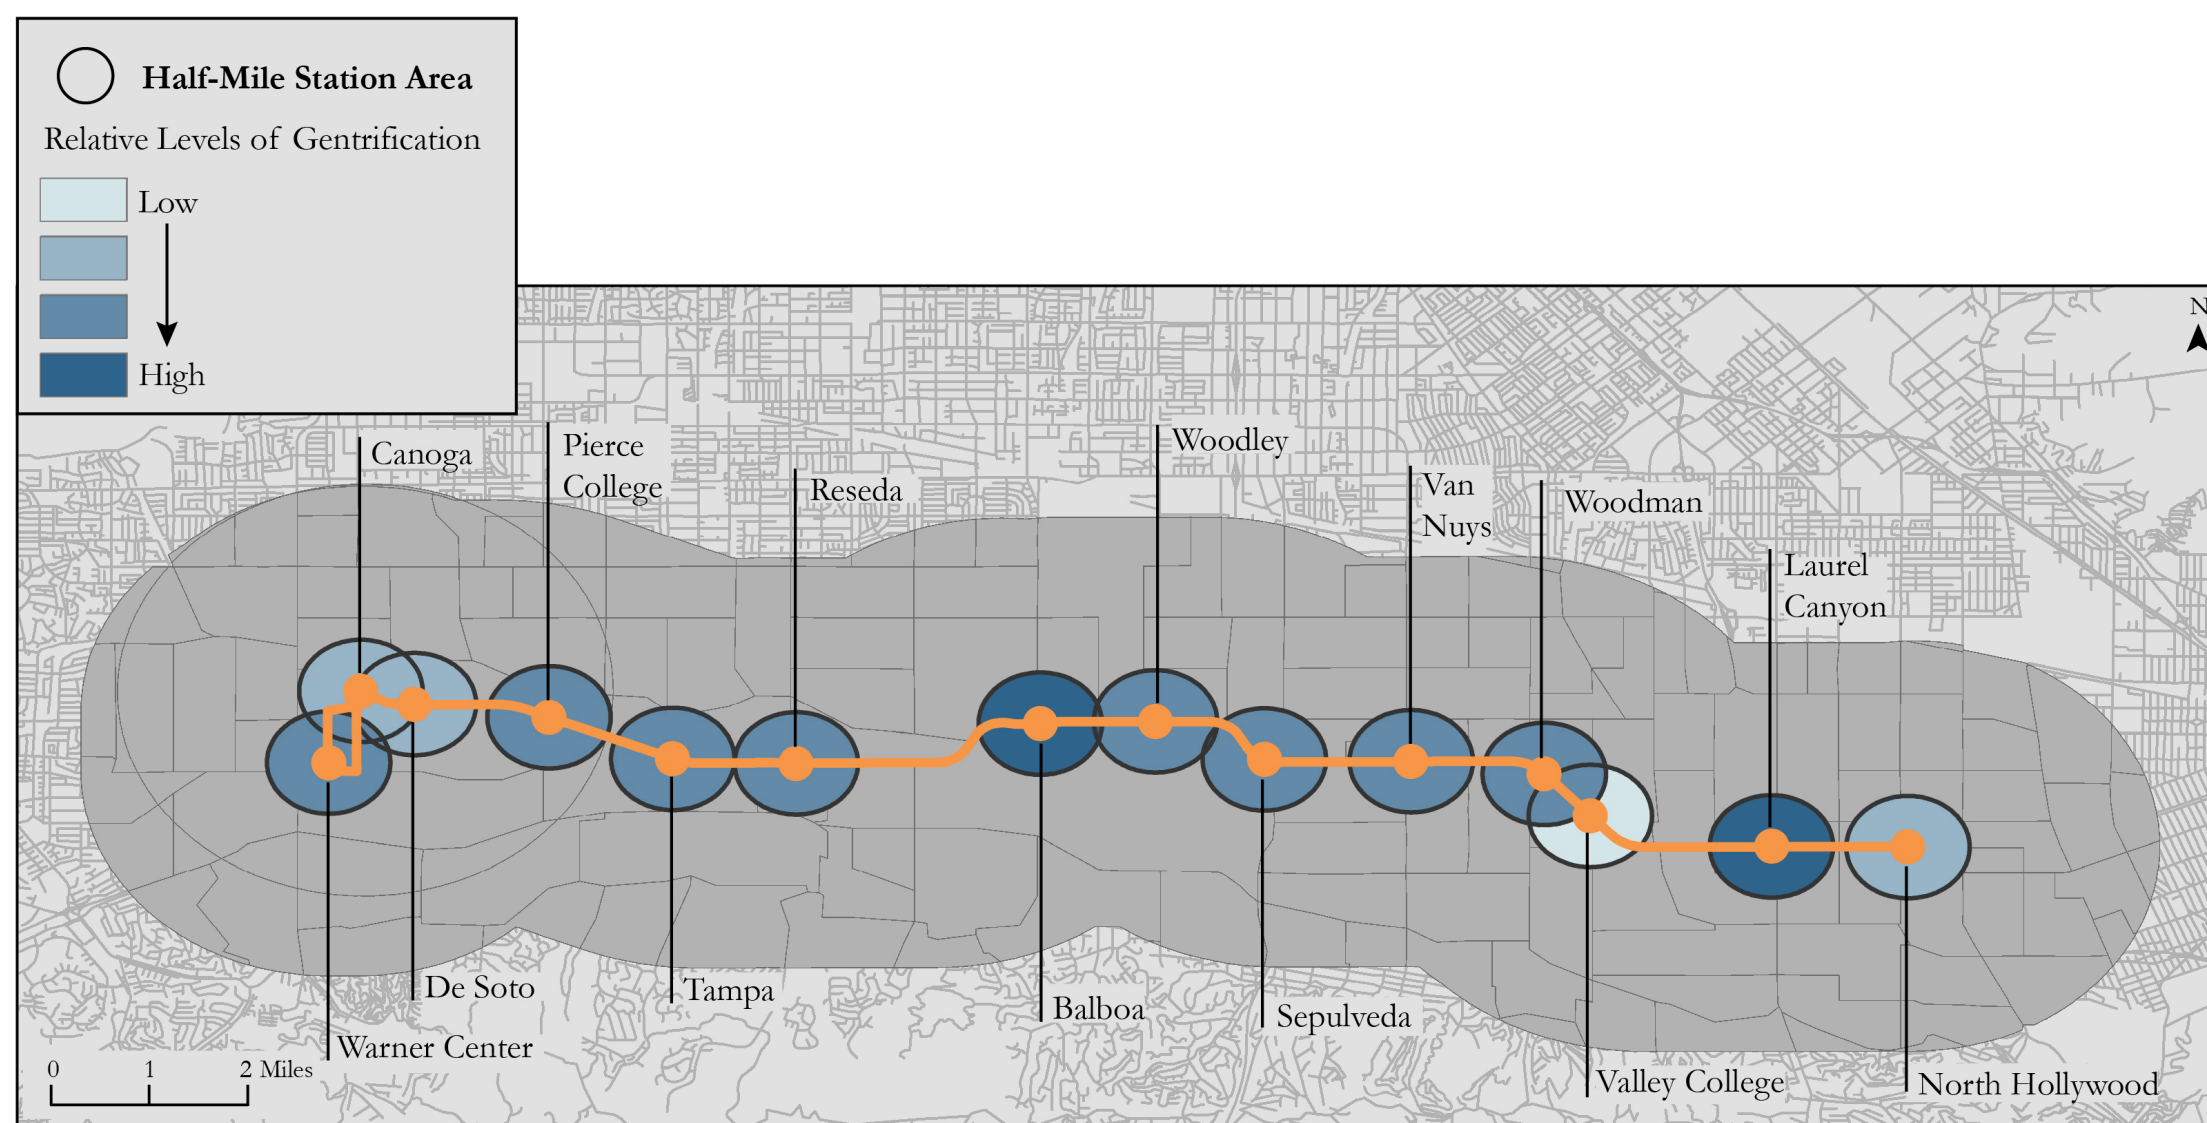 Half-Mile Station Area
Relative Levels of Gentrification
Low
High
N
Canoga
Pierce
College
Reseda
Woodley
Van
Nuys
Woodman
Laurel
Canyon
De Soto
Warner Center
Tampa
Balboa
Sepulveda
Valley College
North Hollywood
0 1 2 Miles